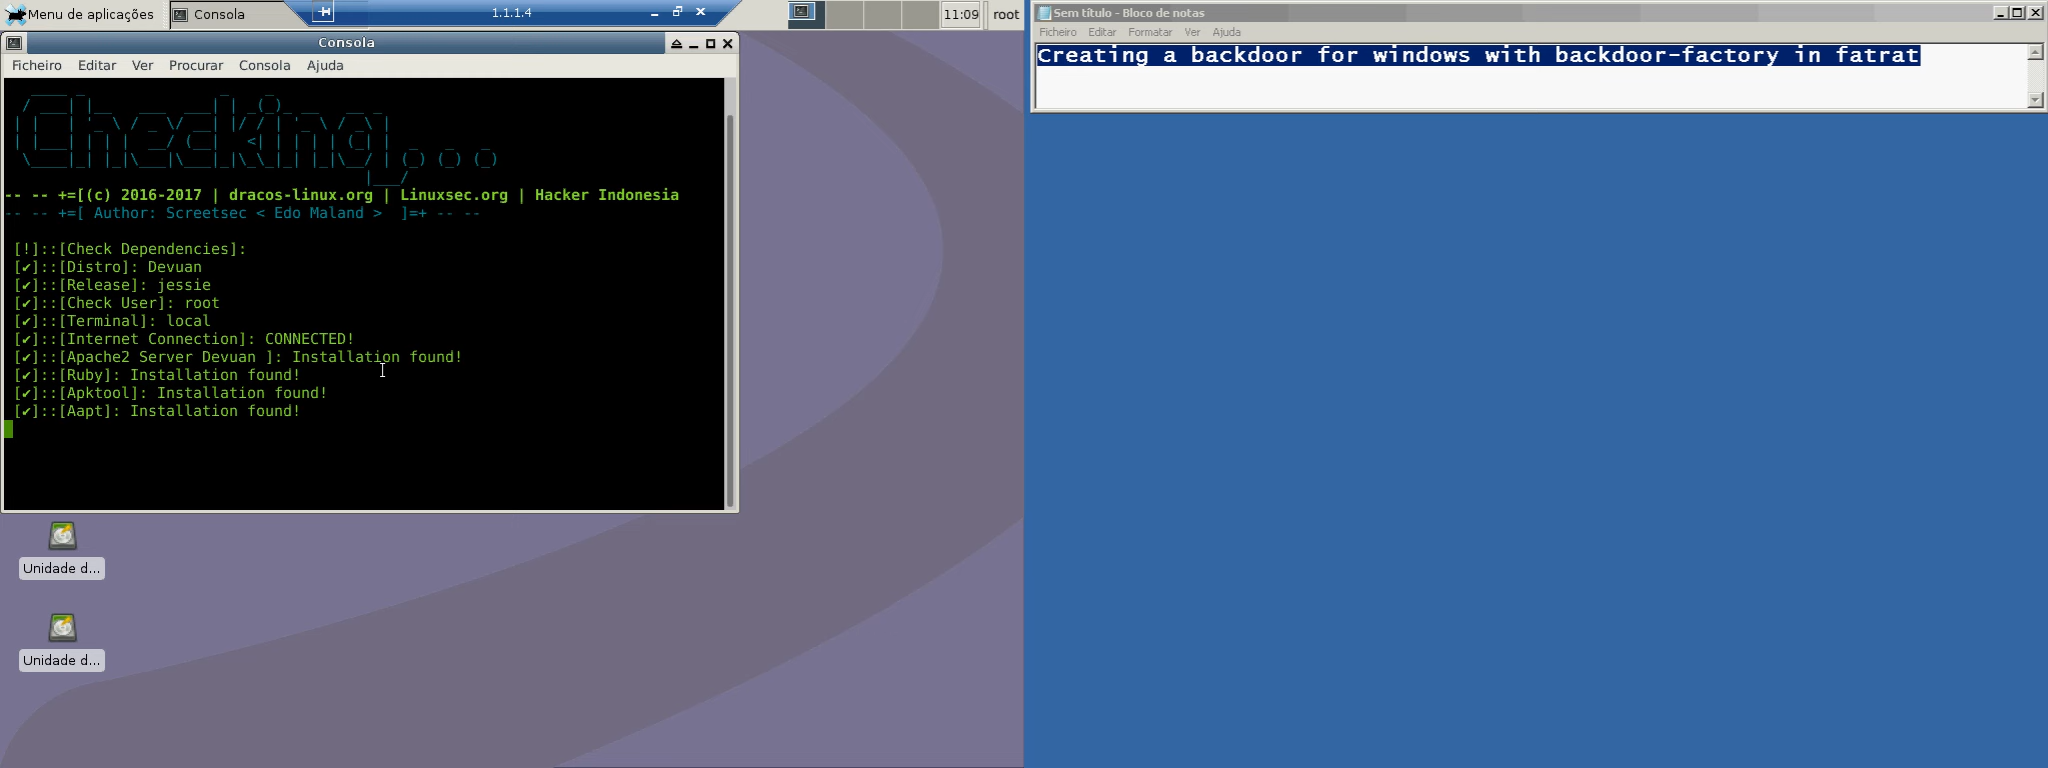 Menu de aplicações
Consola
1.1.1.4
11:09
root
Consola
Ficheiro Editar Ver Procurar Consola Ajuda
Checking...
-- -- +=[(c) 2016-2017 | dracos-linux.org | Linuxsec.org | Hacker Indonesia
-- -- +=[ Author: Screetsec < Edo Maland >  ]=+ -- --
[!]::[Check Dependencies]:
[✔]::[Distro]: Devuan
[✔]::[Release]: jessie
[✔]::[Check User]: root
[✔]::[Terminal]: local
[✔]::[Internet Connection]: CONNECTED!
[✔]::[Apache2 Server Devuan ]: Installation found!
[✔]::[Ruby]: Installation found!
[✔]::[Apktool]: Installation found!
[✔]::[Aapt]: Installation found!
Unidade d...
Unidade d...
Sem título - Bloco de notas
Ficheiro Editar Formatar Ver Ajuda
Creating a backdoor for windows with backdoor-factory in fatrat